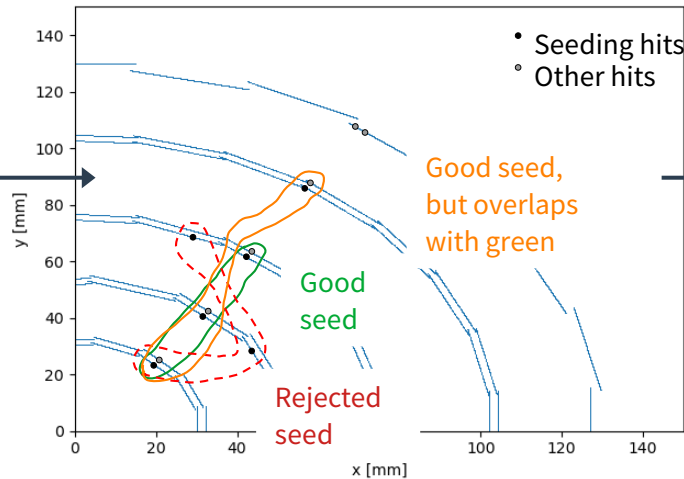 140
120
100
80
60
40
20
0
y [mm]
Seeding hits
Other hits
Good seed,
but overlaps
with green
Good
seed
Rejected
seed
0 20 40 100 120 140
x [mm]